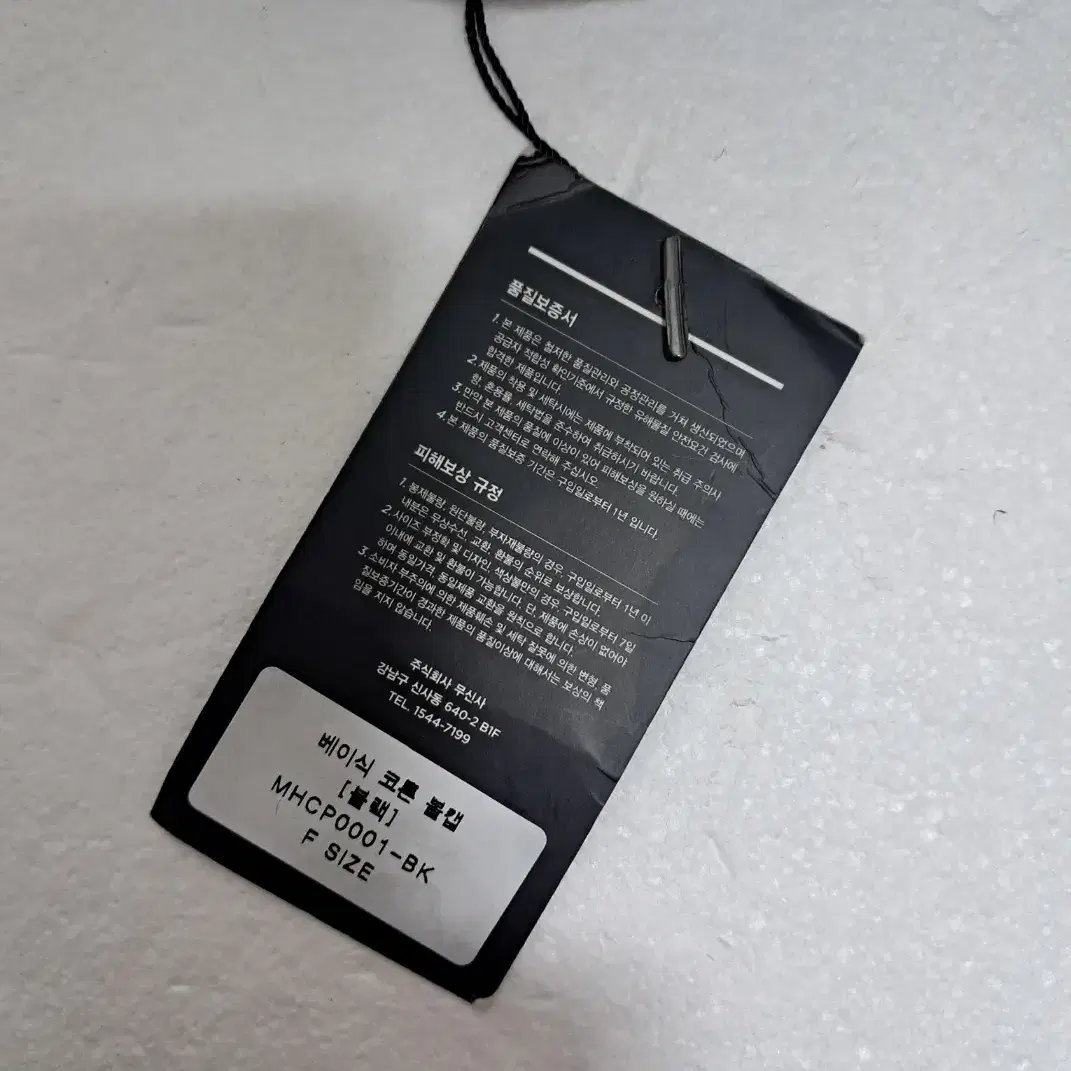 품질보증서
1. 본 제품은 철저한 품질관리와 공정관리를 거쳐 생산되었으며
공급자 적합성 확인기준에서 규정한 유해물질 안전요건 검사에
합격한 제품입니다.
2. 제품의 착용 및 세탁시에는 제품에 부착되어 있는 취급 주의사
항, 혼용률, 세탁법을 준수하여 취급하시기 바랍니다.
3. 만약 본 제품의 품질에 이상이 있어 피해보상을 원하실 때에는
반드시 고객센터로 연락해 주십시오.
4. 본 제품의 품질보증 기간은 구입일로부터 1년 입니다.
피해보상 규정
1. 봉제불량, 원단불량, 부자재불량의 경우, 구입일로부터 1년 이
내분은 무상수선, 교환, 환불의 순위로 보상합니다.
2. 사이즈 부정확 및 디자인, 색상불만의 경우, 구입일로부터 7일
이내에 교환 및 환불이 가능합니다. 단, 제품에 손상이 없어야
하며 동일가격, 동일제품 교환을 원칙으로 합니다.
3. 소비자 부주의에 의한 제품훼소 및 세탁 잘못에 의한 변형, 품
질보증기간이 경과한 제품의 품질이상에 대해서는 보상의 책
임을 지지 않습니다.
주식회사 무신사
강남구 신사동 640-2 B1F
TEL. 1544-7199
베이식 코튼 볼캡
[블랙]
MHCP0001-BK
F SIZE